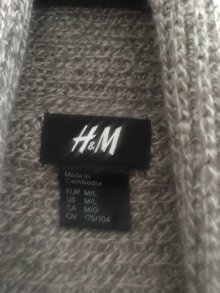 H&M
Made in
Cambodia
EUR M/L
US M/L
CA M/G
CN 175/104